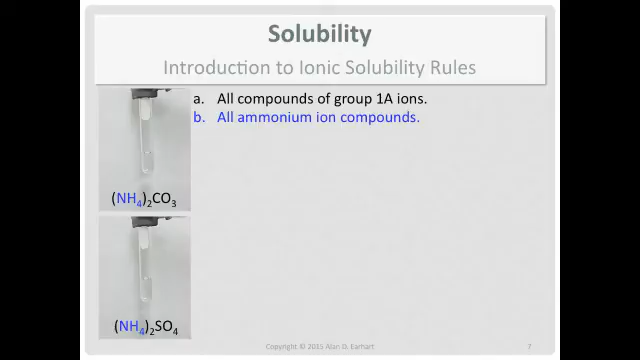 Solubility
Introduction to Ionic Solubility Rules
a. All compounds of group 1A ions.
b. All ammonium ion compounds.
(NH₄)₂CO₃
(NH₄)₂SO₄
Copyright © 2015 Alan D. Earhart
7